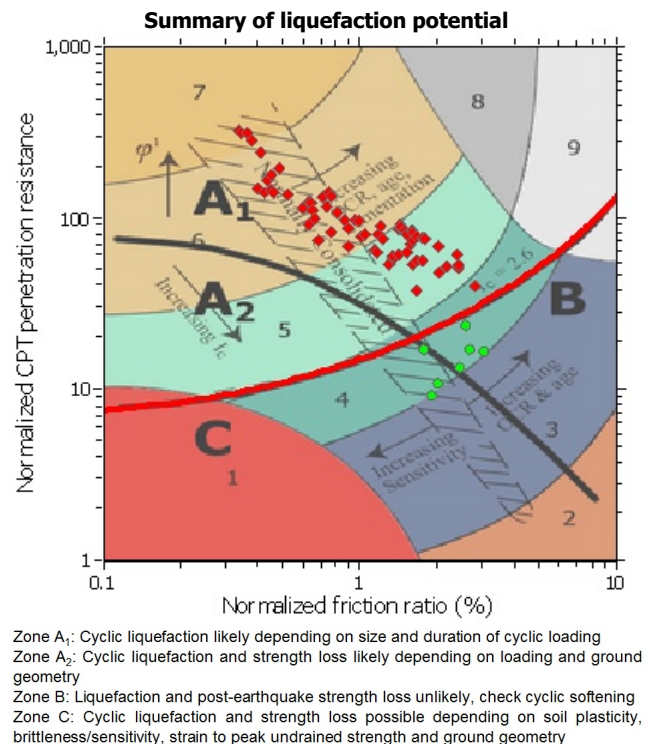 Summary of liquefaction potential
Normalized CPT penetration resistance
1,000
100
10
1
7
8
9
φ'
A1
6
A2
5
Increasing Ic
Increasing
OCR, age,
cementation
consolidated
Ic = 2.6
B
4
C
1
Increasing
OCR & age
3
Increasing
Sensitivity
2
0.1
1
10
Normalized friction ratio (%)
Zone A1: Cyclic liquefaction likely depending on size and duration of cyclic loading
Zone A2: Cyclic liquefaction and strength loss likely depending on loading and ground
geometry
Zone B: Liquefaction and post-earthquake strength loss unlikely, check cyclic softening
Zone C: Cyclic liquefaction and strength loss possible depending on soil plasticity,
brittleness/sensitivity, strain to peak undrained strength and ground geometry